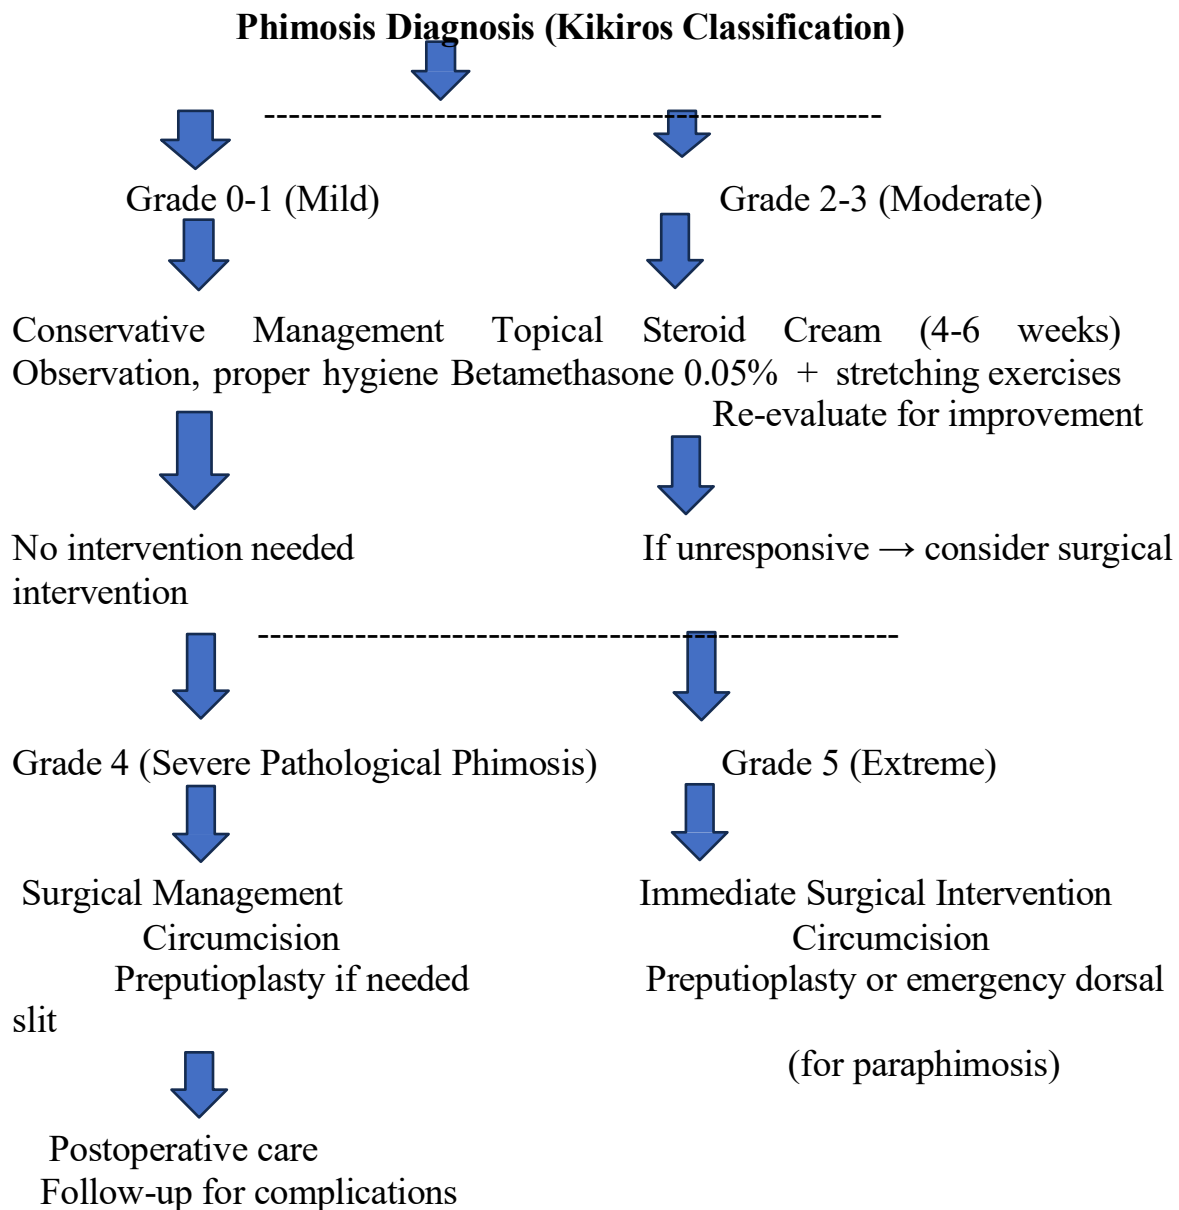 Phimosis Diagnosis (Kikiros Classification)
Grade 0-1 (Mild) Grade 2-3 (Moderate)
Conservative Management Topical Steroid Cream (4-6 weeks)
Observation, proper hygiene Betamethasone 0.05% + stretching exercises
Re-evaluate for improvement
No intervention needed If unresponsive → consider surgical
intervention
Grade 4 (Severe Pathological Phimosis) Grade 5 (Extreme)
Surgical Management Immediate Surgical Intervention
Circumcision Circumcision
Preputioplasty if needed Preputioplasty or emergency dorsal
slit
(for paraphimosis)
Postoperative care
Follow-up for complications